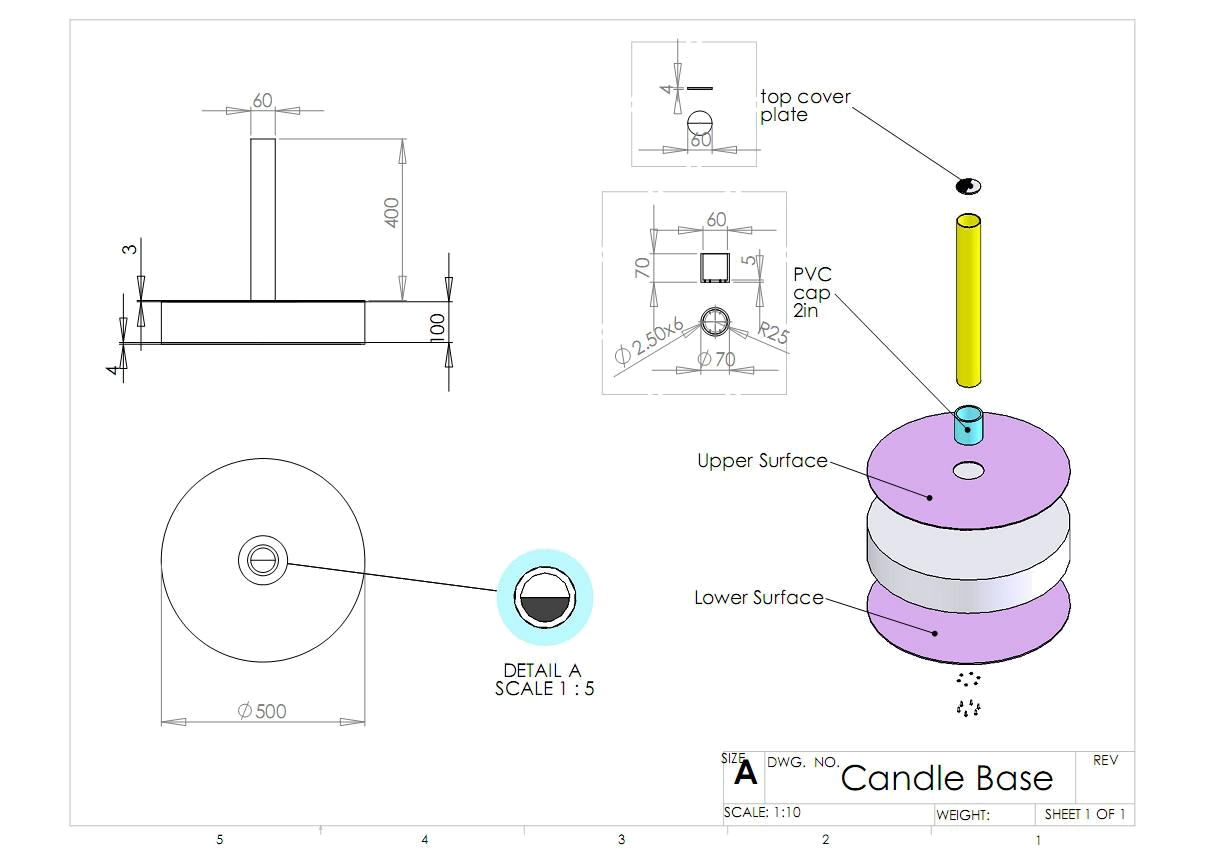 60
400
3
100
4
4
60
top cover
plate
60
70
5
Ø 2.50x6
R25
Ø 70
PVC
cap
2in
Upper Surface
Lower Surface
DETAIL A
SCALE 1 : 5
Ø 500
SIZE
A
DWG. NO.
Candle Base
REV
SCALE: 1:10
WEIGHT:
SHEET 1 OF 1
5
4
3
2
1